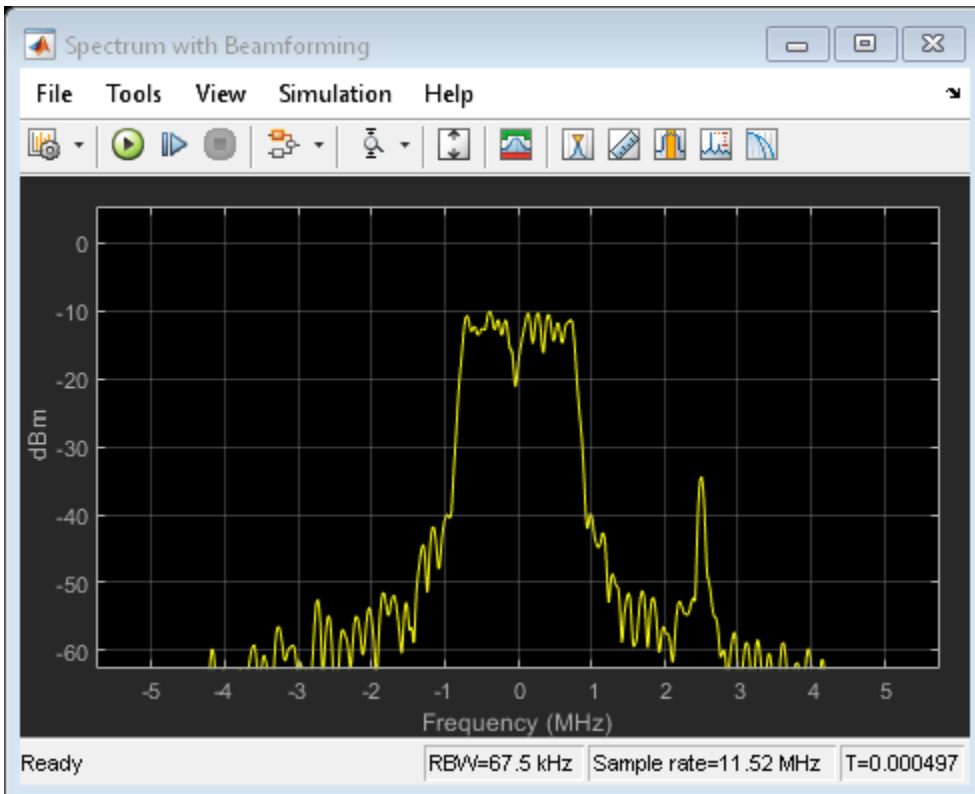 Spectrum with Beamforming
File Tools View Simulation Help
0
-10
-20
-30
-40
-50
-60
dBm
-5 -4 -3 -2 -1 0 1 2 3 4 5
Frequency (MHz)
Ready RBW=67.5 kHz Sample rate=11.52 MHz T=0.000497